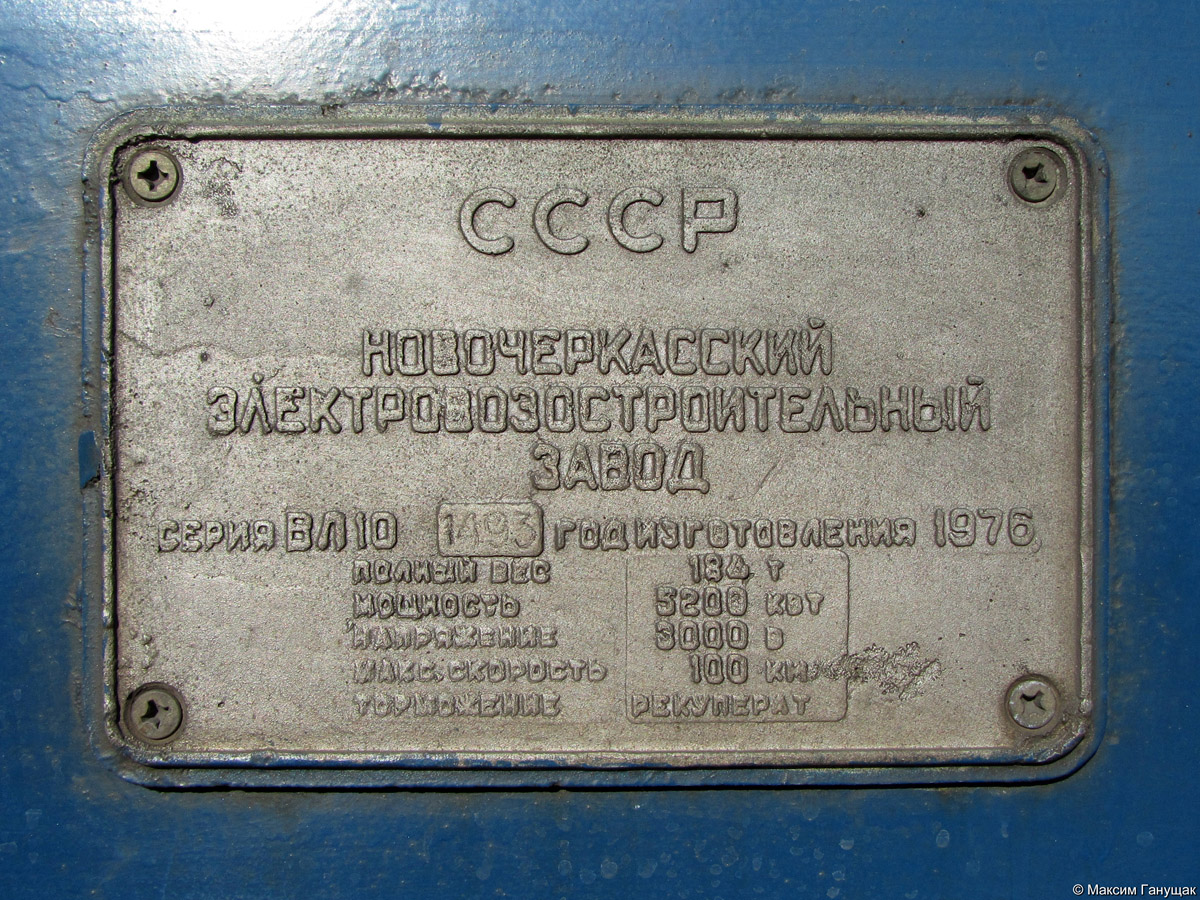 СССР
НОВОЧЕРКАССКИЙ
ЭЛЕКТРОВОЗОСТРОИТЕЛЬНЫЙ
ЗАВОД
СЕРИЯ ВЛ10 1493 ГОД ИЗГОТОВЛЕНИЯ 1976
ПОЛНЫЙ ВЕС 184 Т
МОЩНОСТЬ 5200 КВТ
НАПРЯЖЕНИЕ 3000 В
МАКС. СКОРОСТЬ 100 КМ/
ТОРМОЖЕНИЕ РЕКУПЕРАТ
© Максим Ганущак